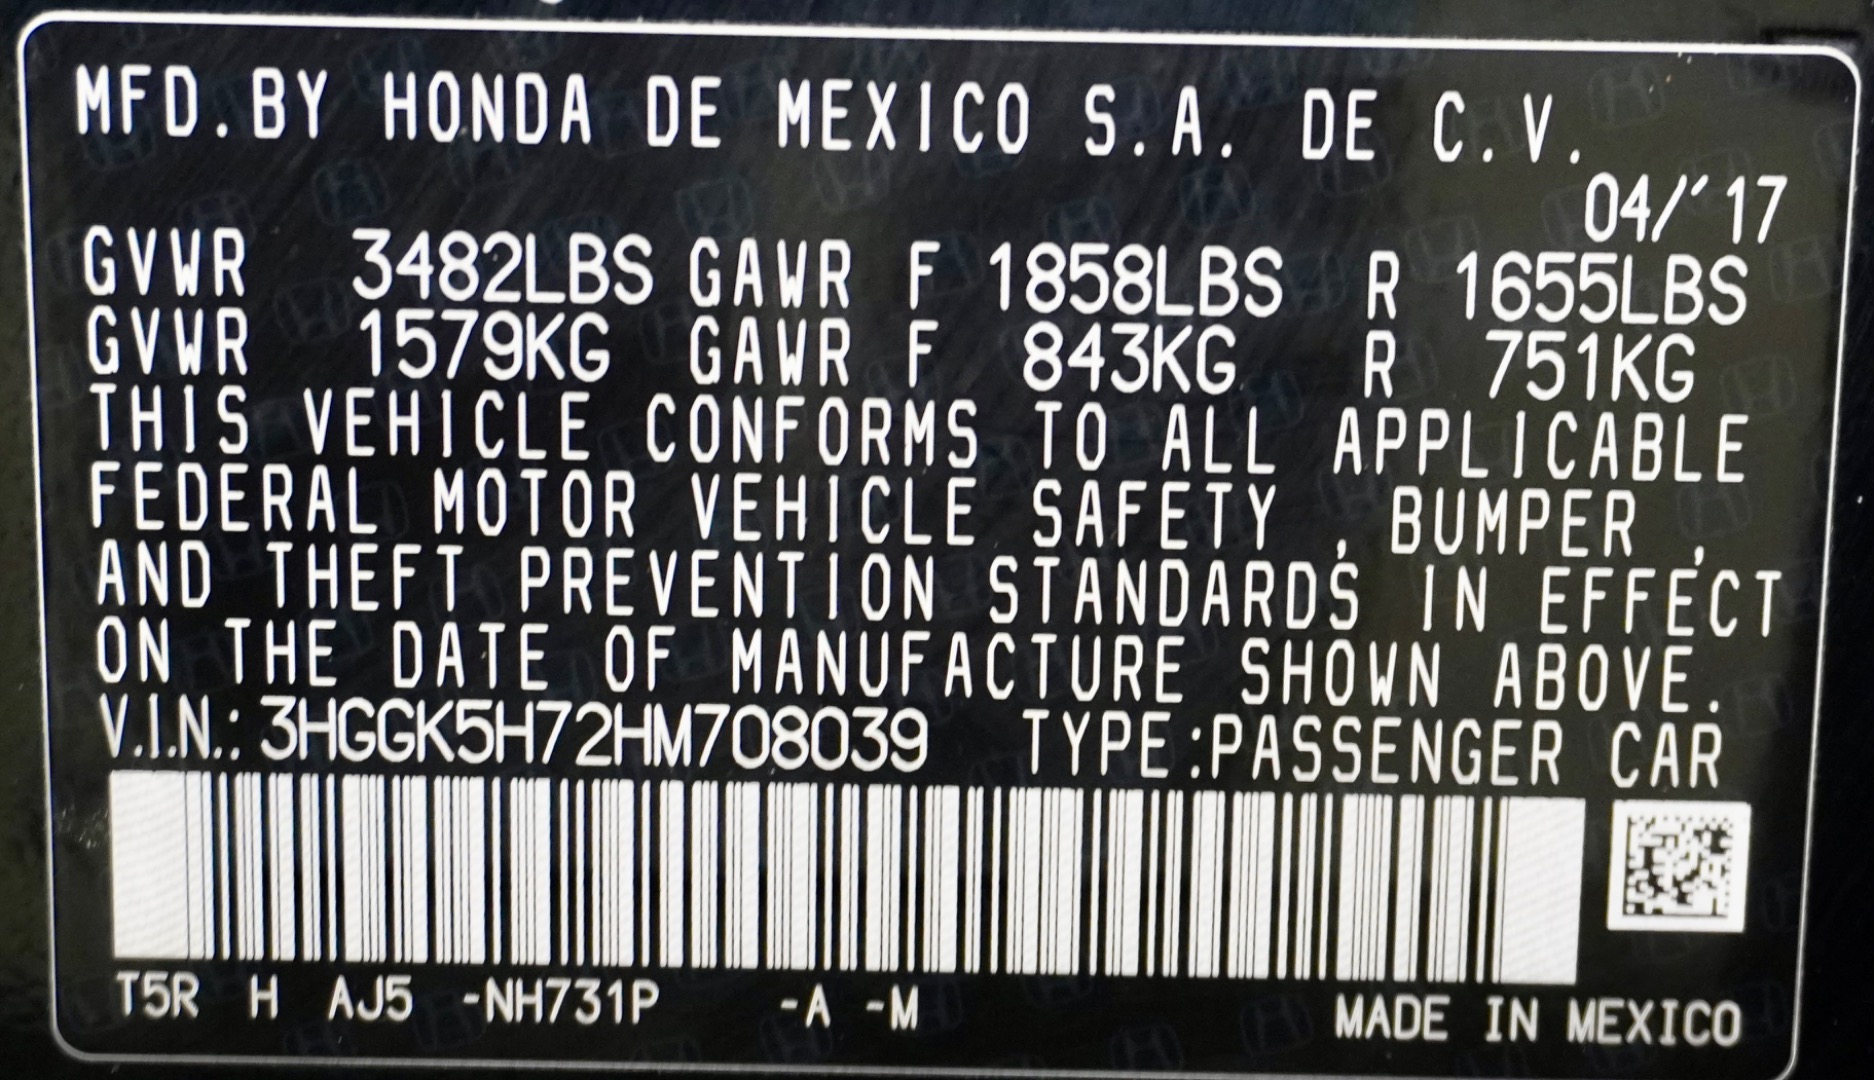 MFD.BY HONDA DE MEXICO S.A. DE C.V.
04/'17
GVWR 3482LBS GAWR F 1858LBS R 1655LBS
GVWR 1579KG GAWR F 843KG R 751KG
THIS VEHICLE CONFORMS TO ALL APPLICABLE
FEDERAL MOTOR VEHICLE SAFETY , BUMPER ,
AND THEFT PREVENTION STANDARDS IN EFFECT
ON THE DATE OF MANUFACTURE SHOWN ABOVE.
V.I.N.: 3HGGK5H72HM708039 TYPE:PASSENGER CAR
T5R H AJ5 -NH731P -A -M MADE IN MEXICO